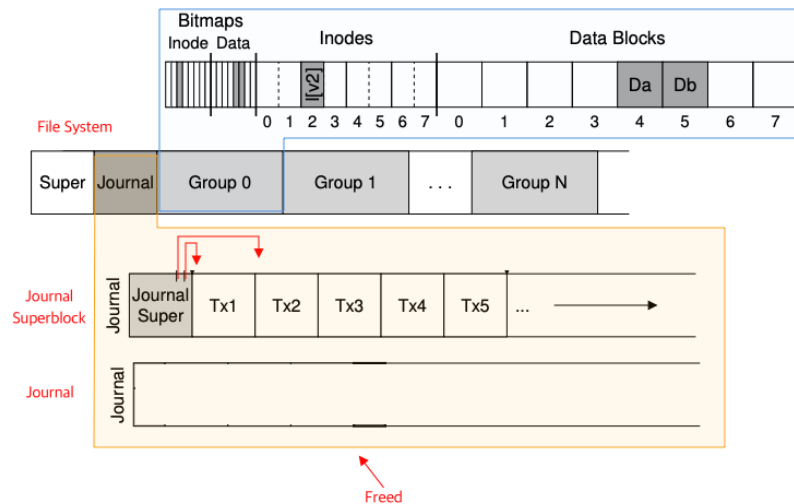 Bitmaps
Inode Data Inodes Data Blocks
I[v2] Da Db
0 1 2 3 4 5 6 7 0 1 2 3 4 5 6 7
File System
Super Journal Group 0 Group 1 . . . Group N
Journal
Superblock
Journal
Journal
Super
Tx1 Tx2 Tx3 Tx4 Tx5 ...
Journal
Journal
Freed